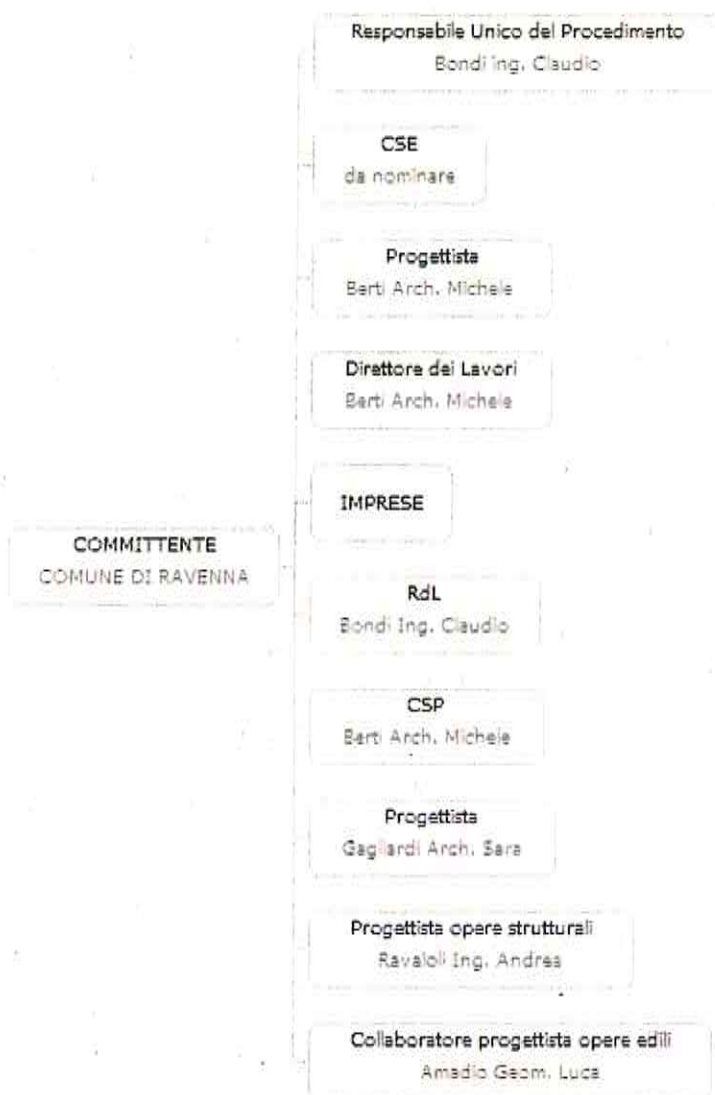 Responsabile Unico del Procedimento
Bondi ing. Claudio
CSE
da nominare
Progettista
Berti Arch. Michele
Direttore dei Lavori
Berti Arch. Michele
IMPRESE
COMMITTENTE
COMUNE DI RAVENNA
RdL
Bondi Ing. Claudio
CSP
Berti Arch. Michele
Progettista
Gagliardi Arch. Sara
Progettista opere strutturali
Ravaioli Ing. Andrea
Collaboratore progettista opere edili
Amadio Geom. Luca